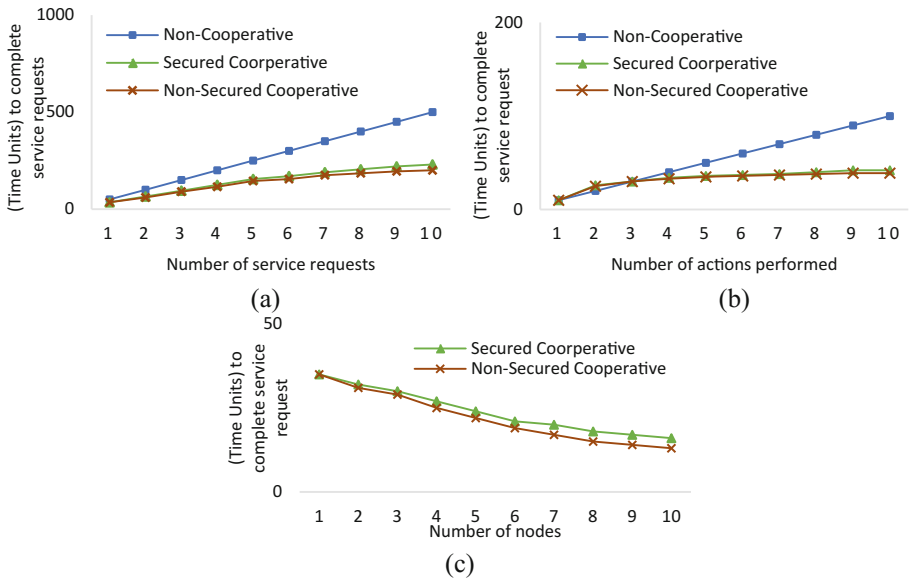 (a)
1000
500
0
(Time Units) to complete
service requests
Non-Cooperative
Secured Coorperative
Non-Secured Cooperative
1 2 3 4 5 6 7 8 9 10
Number of service requests
200
0
(Time Units) to complete
service request
Non-Cooperative
Secured Cooperative
Non-Secured Cooperative
1 2 3 4 5 6 7 8 9 10
Number of actions performed
(b)
50
0
(Time Units) to
complete service
request
Secured Coorperative
Non-Secured Cooperative
1 2 3 4 5 6 7 8 9 10
Number of nodes
(c)